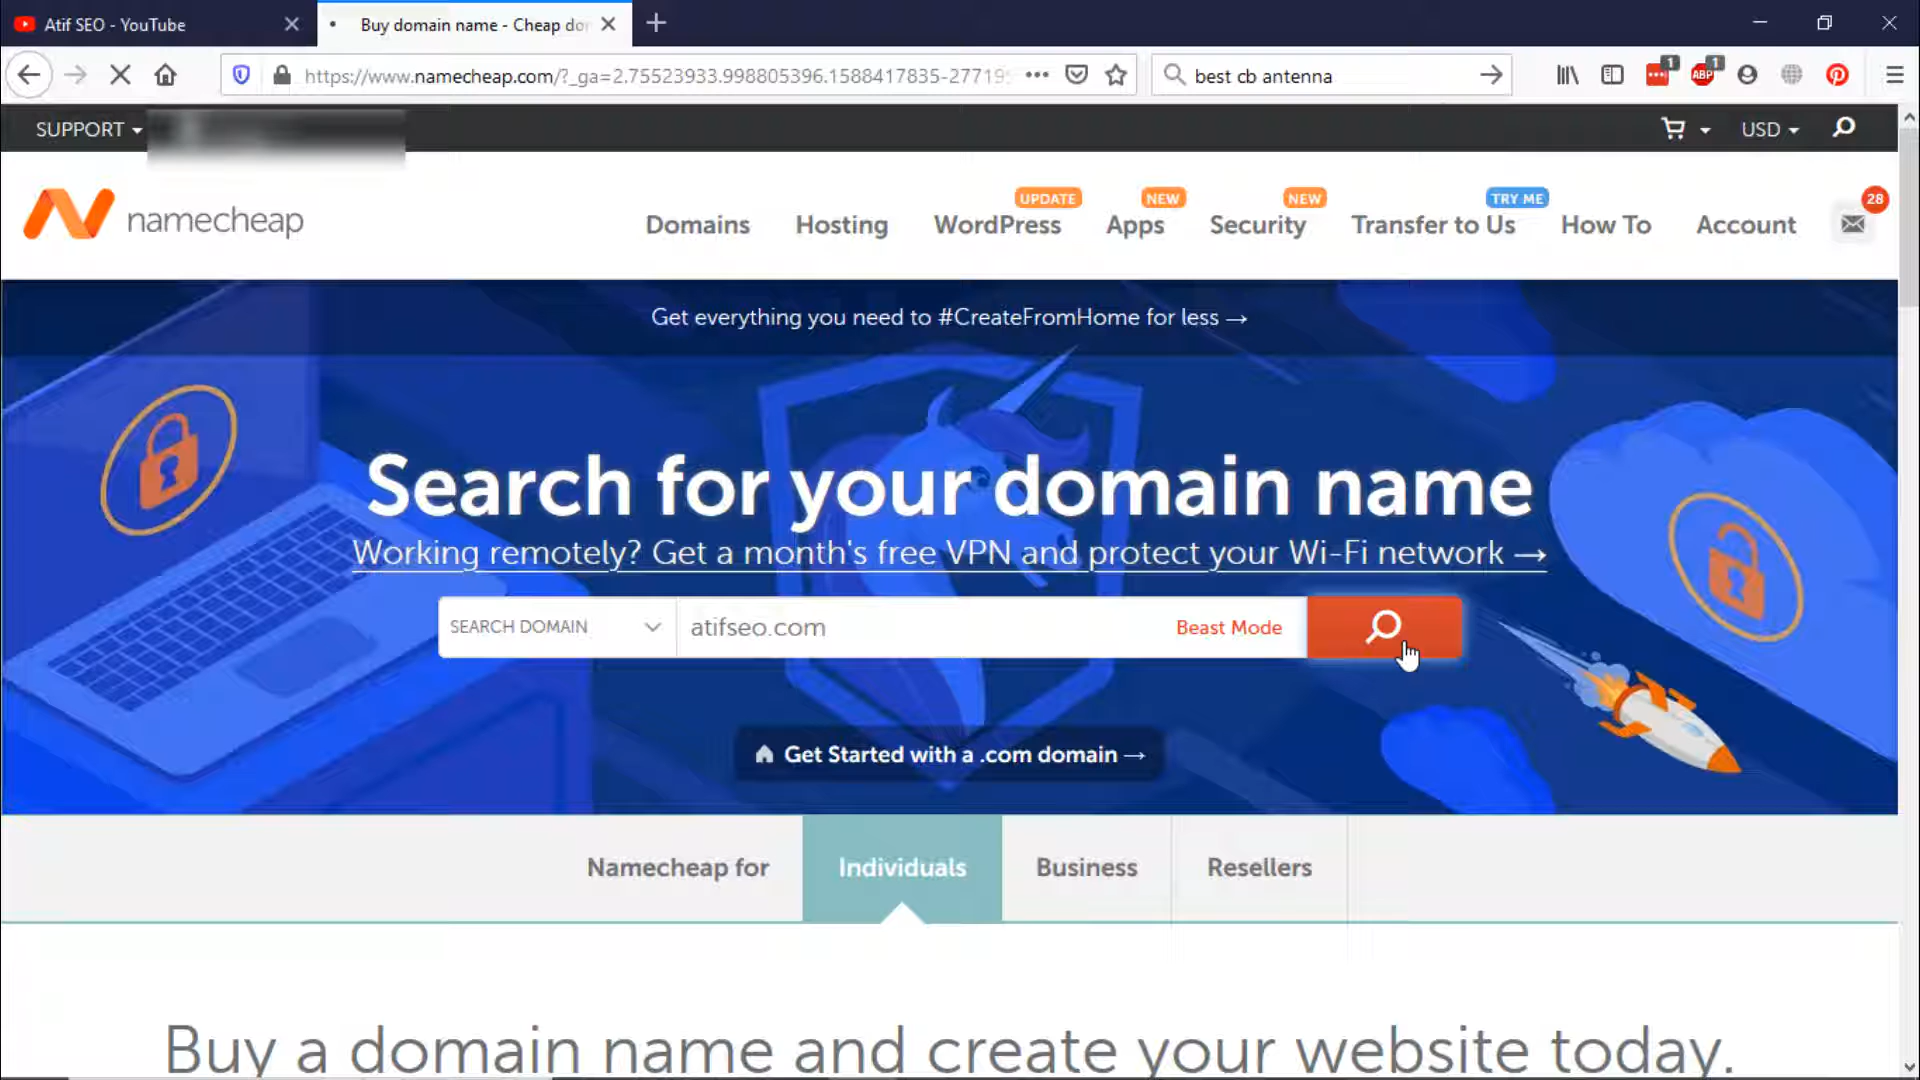 Atif SEO - YouTube
Buy domain name - Cheap do
https://www.namecheap.com/?_ga=2.75523933.998805396.1588417835-27719
best cb antenna
1
ABP
1
SUPPORT
USD
namecheap
Domains
Hosting
UPDATE
WordPress
NEW
Apps
NEW
Security
TRY ME
Transfer to Us
How To
Account
28
Get everything you need to #CreateFromHome for less →
Search for your domain name
Working remotely? Get a month's free VPN and protect your Wi-Fi network →
SEARCH DOMAIN
atifseo.com
Beast Mode
Get Started with a .com domain →
Namecheap for
Individuals
Business
Resellers
Buy a domain name and create your website today.